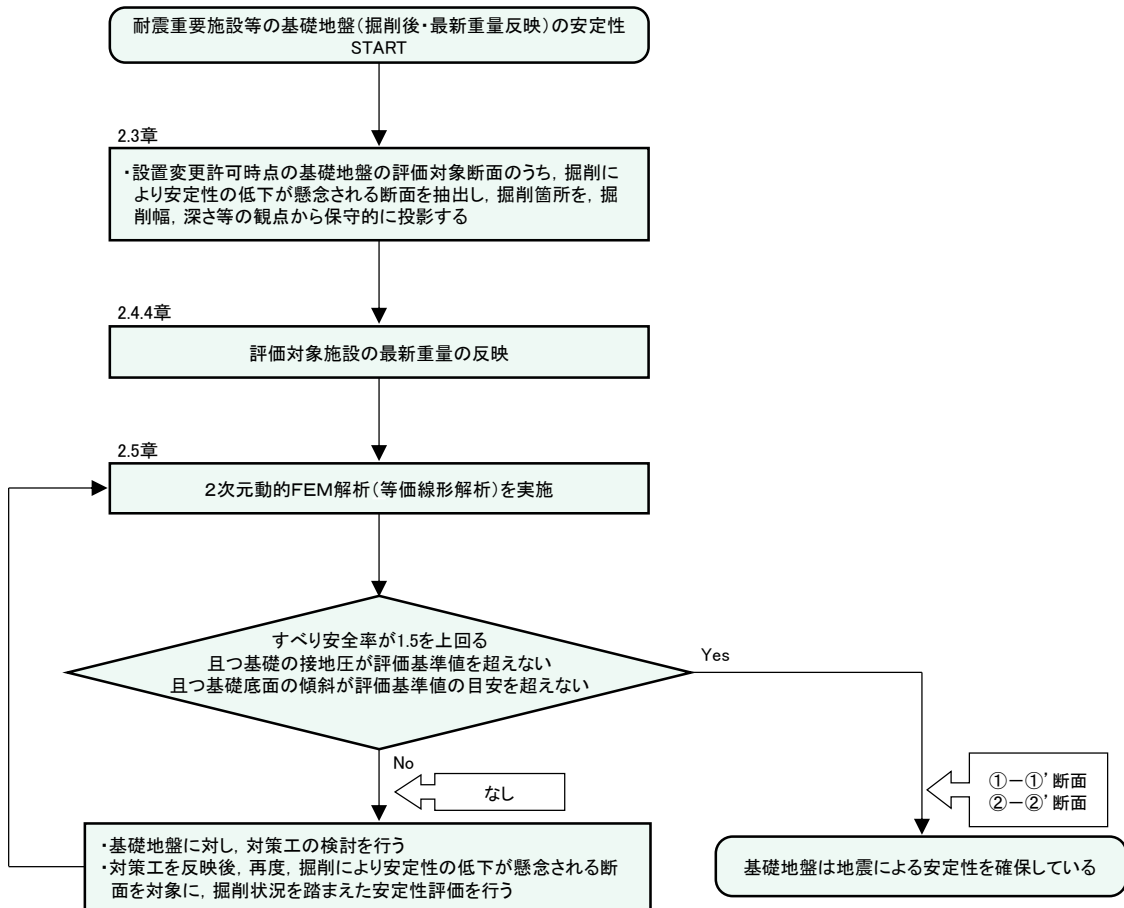 耐震重要施設等の基礎地盤(掘削後・最新重量反映)の安定性
START
2.3章
・設置変更許可時点の基礎地盤の評価対象断面のうち，掘削に
より安定性の低下が懸念される断面を抽出し，掘削箇所を，掘
削幅，深さ等の観点から保守的に投影する
2.4.4章
評価対象施設の最新重量の反映
2.5章
２次元動的FEM解析(等価線形解析)を実施
すべり安全率が1.5を上回る
且つ基礎の接地圧が評価基準値を超えない
且つ基礎底面の傾斜が評価基準値の目安を超えない
Yes
No
なし
①－①’断面
②－②’断面
・基礎地盤に対し，対策工の検討を行う
・対策工を反映後，再度，掘削により安定性の低下が懸念される断
面を対象に，掘削状況を踏まえた安定性評価を行う
基礎地盤は地震による安定性を確保している